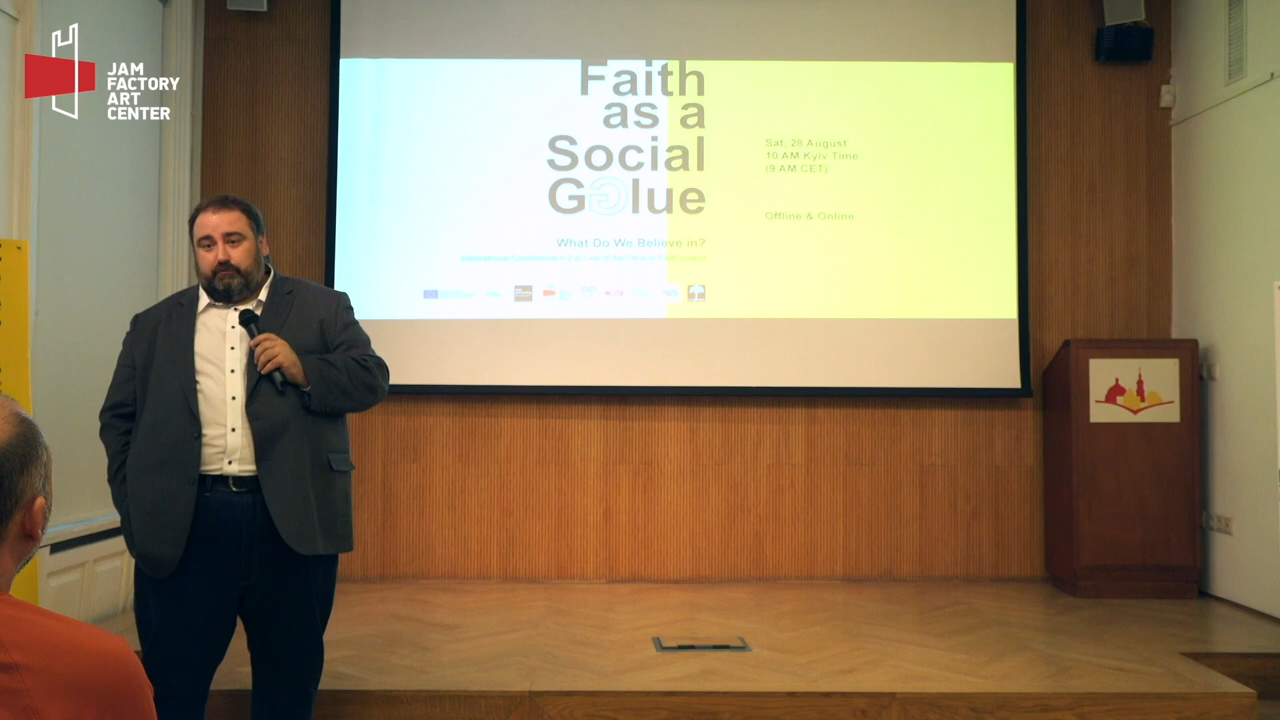 JAM
FACTORY
ART
CENTER
Faith
as a
Social
Glue
What Do We Believe in?
Sat, 28 August
10 AM Kyiv Time
(9 AM CET)
Offline & Online